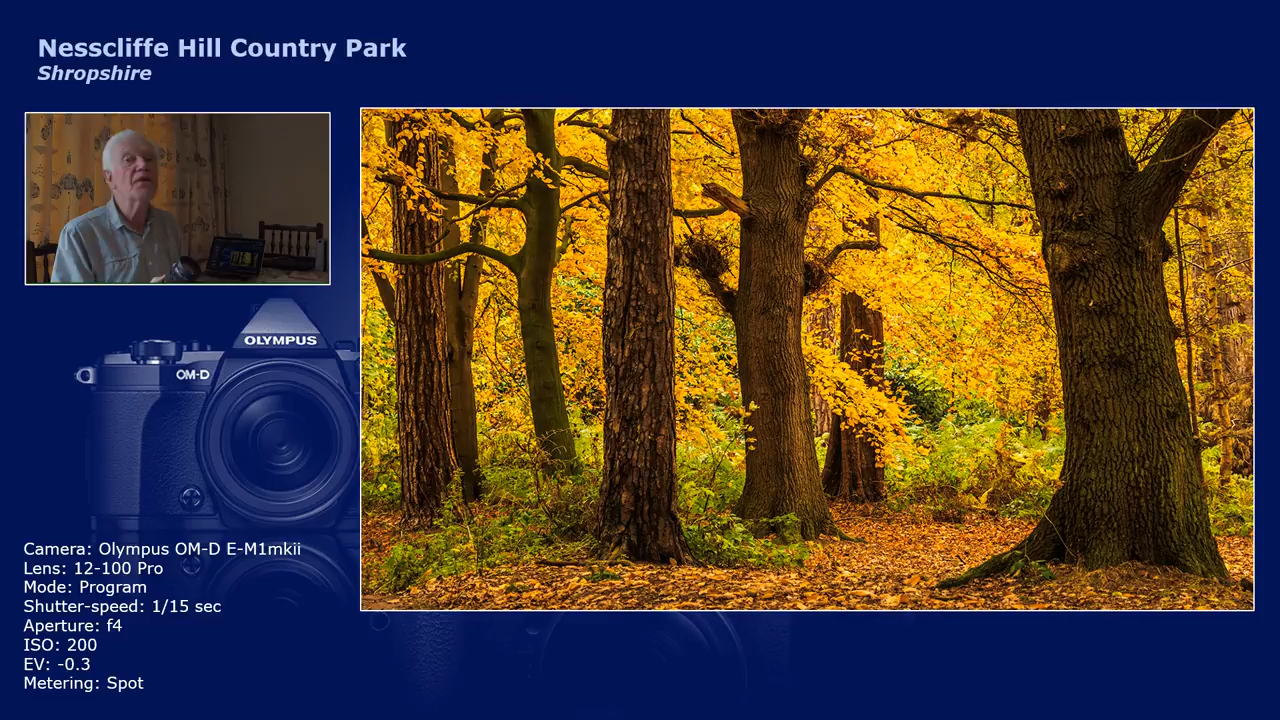 Nesscliffe Hill Country Park
Shropshire
OLYMPUS
OM-D
Camera: Olympus OM-D E-M1mkii
Lens: 12-100 Pro
Mode: Program
Shutter-speed: 1/15 sec
Aperture: f4
ISO: 200
EV: -0.3
Metering: Spot